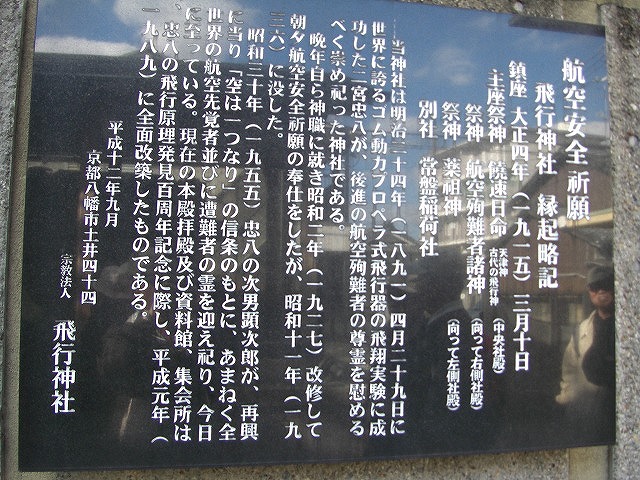 航空安全祈願
飛行神社 縁起略記
鎮座 大正四年（一九一五）三月十日
主座祭神 饒速日命 天津神 古代の飛行神（中央社殿）
祭神 航空殉難者諸神（向って右側社殿）
祭神 薬祖神（向って左側社殿）
別社 常盤稲荷社
当神社は明治二十四年（一八九一）四月二十九日に
世界に誇るゴム動力プロペラ式飛行器の飛翔実験に成
功した二宮忠八が、後進の航空殉難者の尊霊を慰める
べく崇め祀った神社である。
晩年自ら神職に就き昭和二年（一九二七）改修して
朝夕航空安全祈願の奉仕をしたが、昭和十一年（一九
三六）に没した。
昭和三十年（一九五五）忠八の次男顕次郎が、再興
に当り「空は一つなり」の信条のもとに、あまねく全
世界の航空先覚者並びに遭難者の霊を迎え祀り、今日
に至っている。現在の本殿拝殿及び資料館、集会所は
、忠八の飛行原理発見百周年記念に際し、平成元年（
一九八九）に全面改築したものである。
平成十二年九月
京都八幡市土井四十四
宗教法人 飛行神社